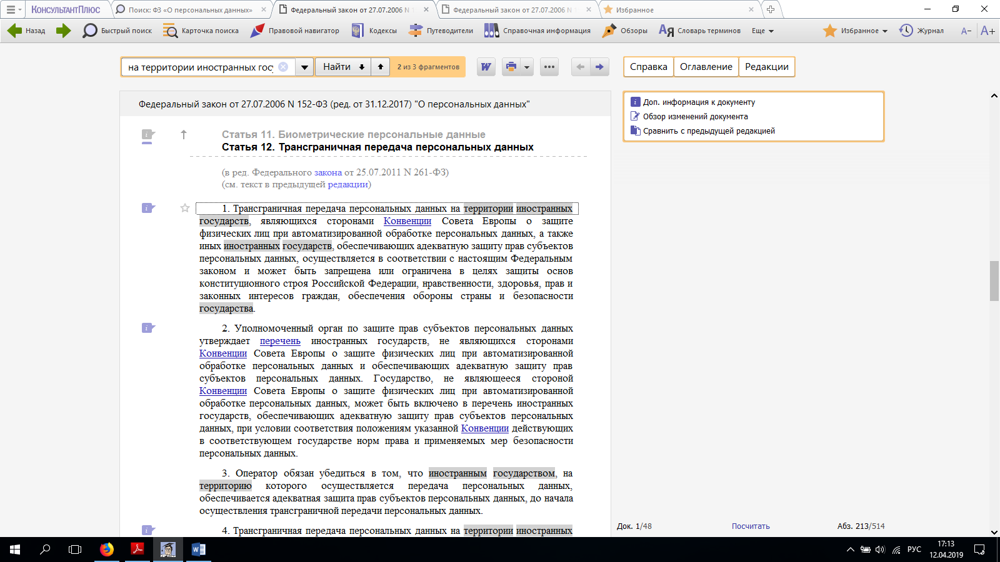 КонсультантПлюс
Поиск: ФЗ «О персональных данных»
Федеральный закон от 27.07.2006 N
Федеральный закон от 27.07.2006 N
Избранное
Назад
Быстрый поиск
Карточка поиска
Правовой навигатор
Кодексы
Путеводители
Справочная информация
Обзоры
Словарь терминов
Еще
Избранное
Журнал
А−
А+
на территории иностранных гос
Найти
2 из 3 фрагментов
Справка
Оглавление
Редакции
Федеральный закон от 27.07.2006 N 152-ФЗ (ред. от 31.12.2017) "О персональных данных"
Доп. информация к документу
Обзор изменений документа
Сравнить с предыдущей редакцией
Статья 11. Биометрические персональные данные
Статья 12. Трансграничная передача персональных данных
(в ред. Федерального закона от 25.07.2011 N 261-ФЗ)
(см. текст в предыдущей редакции)
1. Трансграничная передача персональных данных на территории иностранных
государств, являющихся сторонами Конвенции Совета Европы о защите
физических лиц при автоматизированной обработке персональных данных, а также
иных иностранных государств, обеспечивающих адекватную защиту прав субъектов
персональных данных, осуществляется в соответствии с настоящим Федеральным
законом и может быть запрещена или ограничена в целях защиты основ
конституционного строя Российской Федерации, нравственности, здоровья, прав и
законных интересов граждан, обеспечения обороны страны и безопасности
государства.
2. Уполномоченный орган по защите прав субъектов персональных данных
утверждает перечень иностранных государств, не являющихся сторонами
Конвенции Совета Европы о защите физических лиц при автоматизированной
обработке персональных данных и обеспечивающих адекватную защиту прав
субъектов персональных данных. Государство, не являющееся стороной
Конвенции Совета Европы о защите физических лиц при автоматизированной
обработке персональных данных, может быть включено в перечень иностранных
государств, обеспечивающих адекватную защиту прав субъектов персональных
данных, при условии соответствия положениям указанной Конвенции действующих
в соответствующем государстве норм права и применяемых мер безопасности
персональных данных.
3. Оператор обязан убедиться в том, что иностранным государством, на
территорию которого осуществляется передача персональных данных,
обеспечивается адекватная защита прав субъектов персональных данных, до начала
осуществления трансграничной передачи персональных данных.
4. Трансграничная передача персональных данных на территории иностранных
Док. 1/48
Посчитать
Абз. 213/514
РУС
17:13
12.04.2019